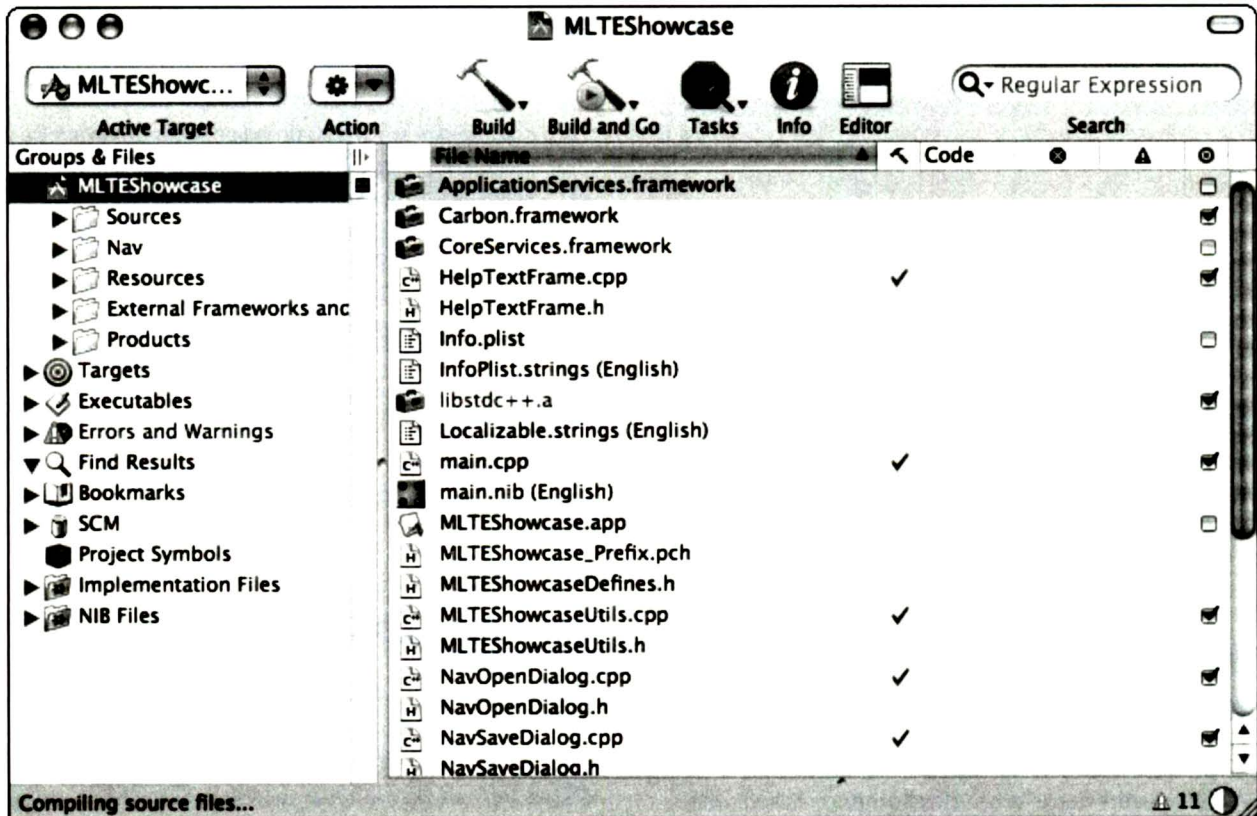 MLTEShowcase
MLTEShowc...
Regular Expression
Active Target
Action
Build
Build and Go
Tasks
Info
Editor
Search
Groups & Files
File Name
Code
MLTEShowcase
Sources
Nav
Resources
External Frameworks anc
Products
Targets
Executables
Errors and Warnings
Find Results
Bookmarks
SCM
Project Symbols
Implementation Files
NIB Files
ApplicationServices.framework
Carbon.framework
CoreServices.framework
HelpTextFrame.cpp
HelpTextFrame.h
Info.plist
InfoPlist.strings (English)
libstdc++.a
Localizable.strings (English)
main.cpp
main.nib (English)
MLTEShowcase.app
MLTEShowcase_Prefix.pch
MLTEShowcaseDefines.h
MLTEShowcaseUtils.cpp
MLTEShowcaseUtils.h
NavOpenDialog.cpp
NavOpenDialog.h
NavSaveDialog.cpp
NavSaveDialog.h
Compiling source files...
11